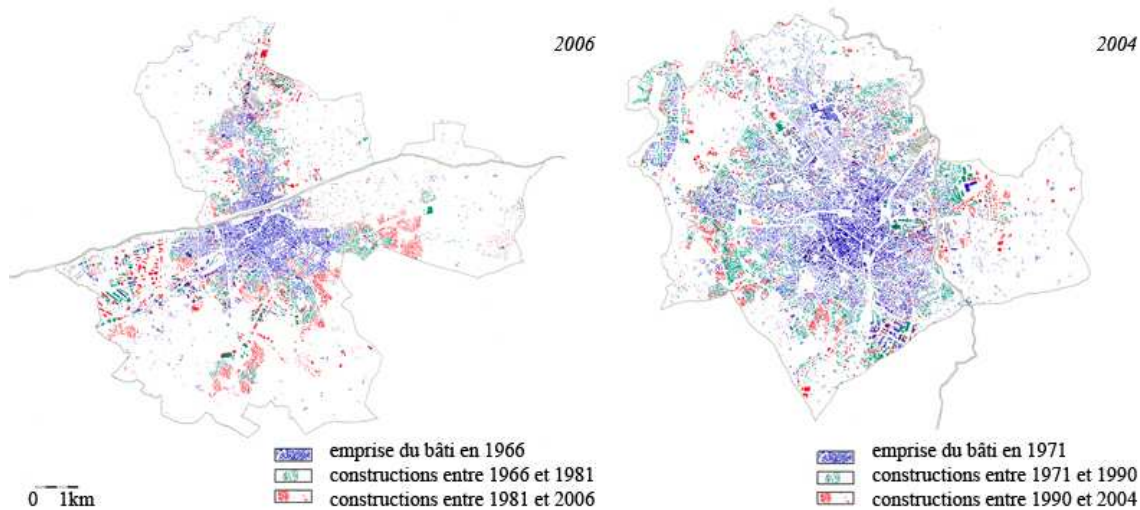 2006
2004
emprise du bâti en 1966
constructions entre 1966 et 1981
constructions entre 1981 et 2006
0 1km
emprise du bâti en 1971
constructions entre 1971 et 1990
constructions entre 1990 et 2004